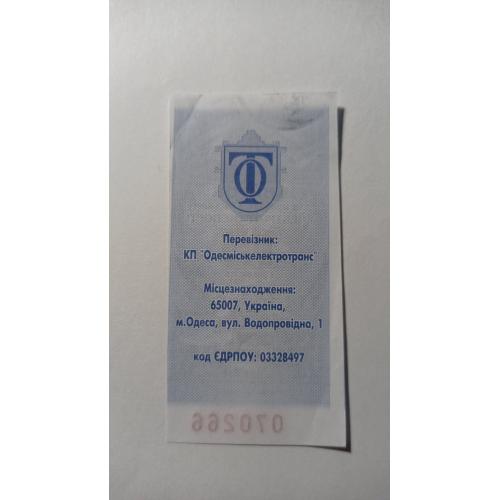 Перевізник:
КП "Одесміськелектротранс"
Місцезнаходження:
65007, Україна,
м.Одеса, вул. Водопровідна, 1
код ЄДРПОУ: 03328497
070266